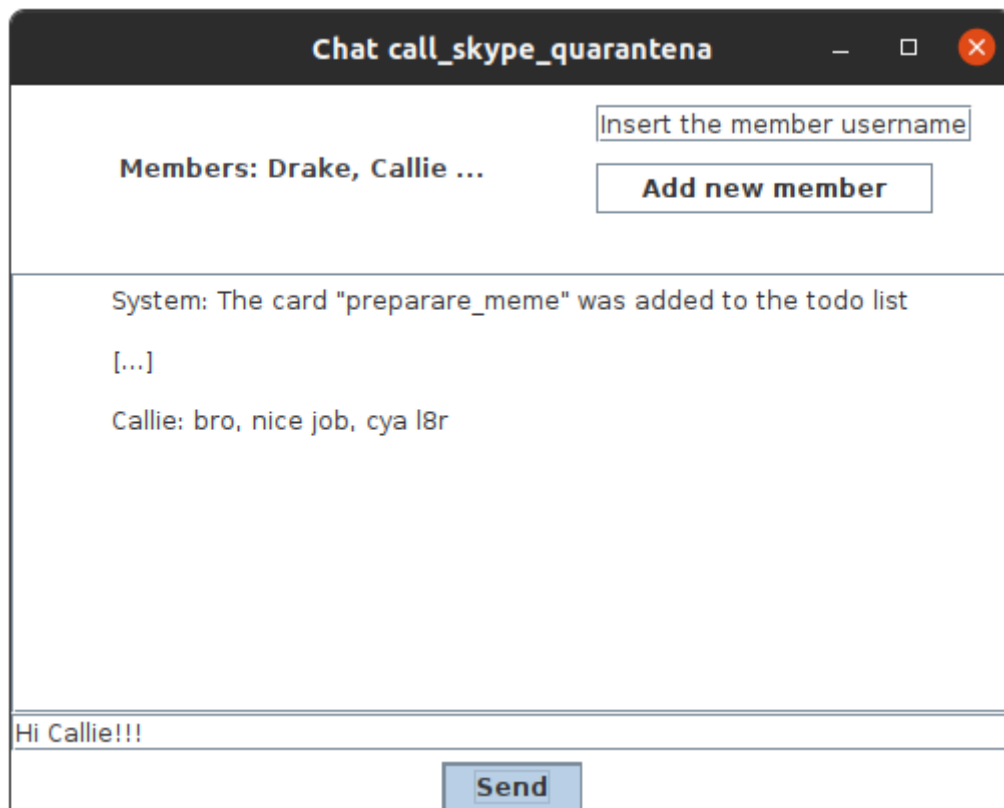 Chat call_skype_quarantena
Insert the member username
Members: Drake, Callie ...
Add new member
System: The card "preparare_meme" was added to the todo list
[...]
Callie: bro, nice job, cya l8r
Hi Callie!!!
Send